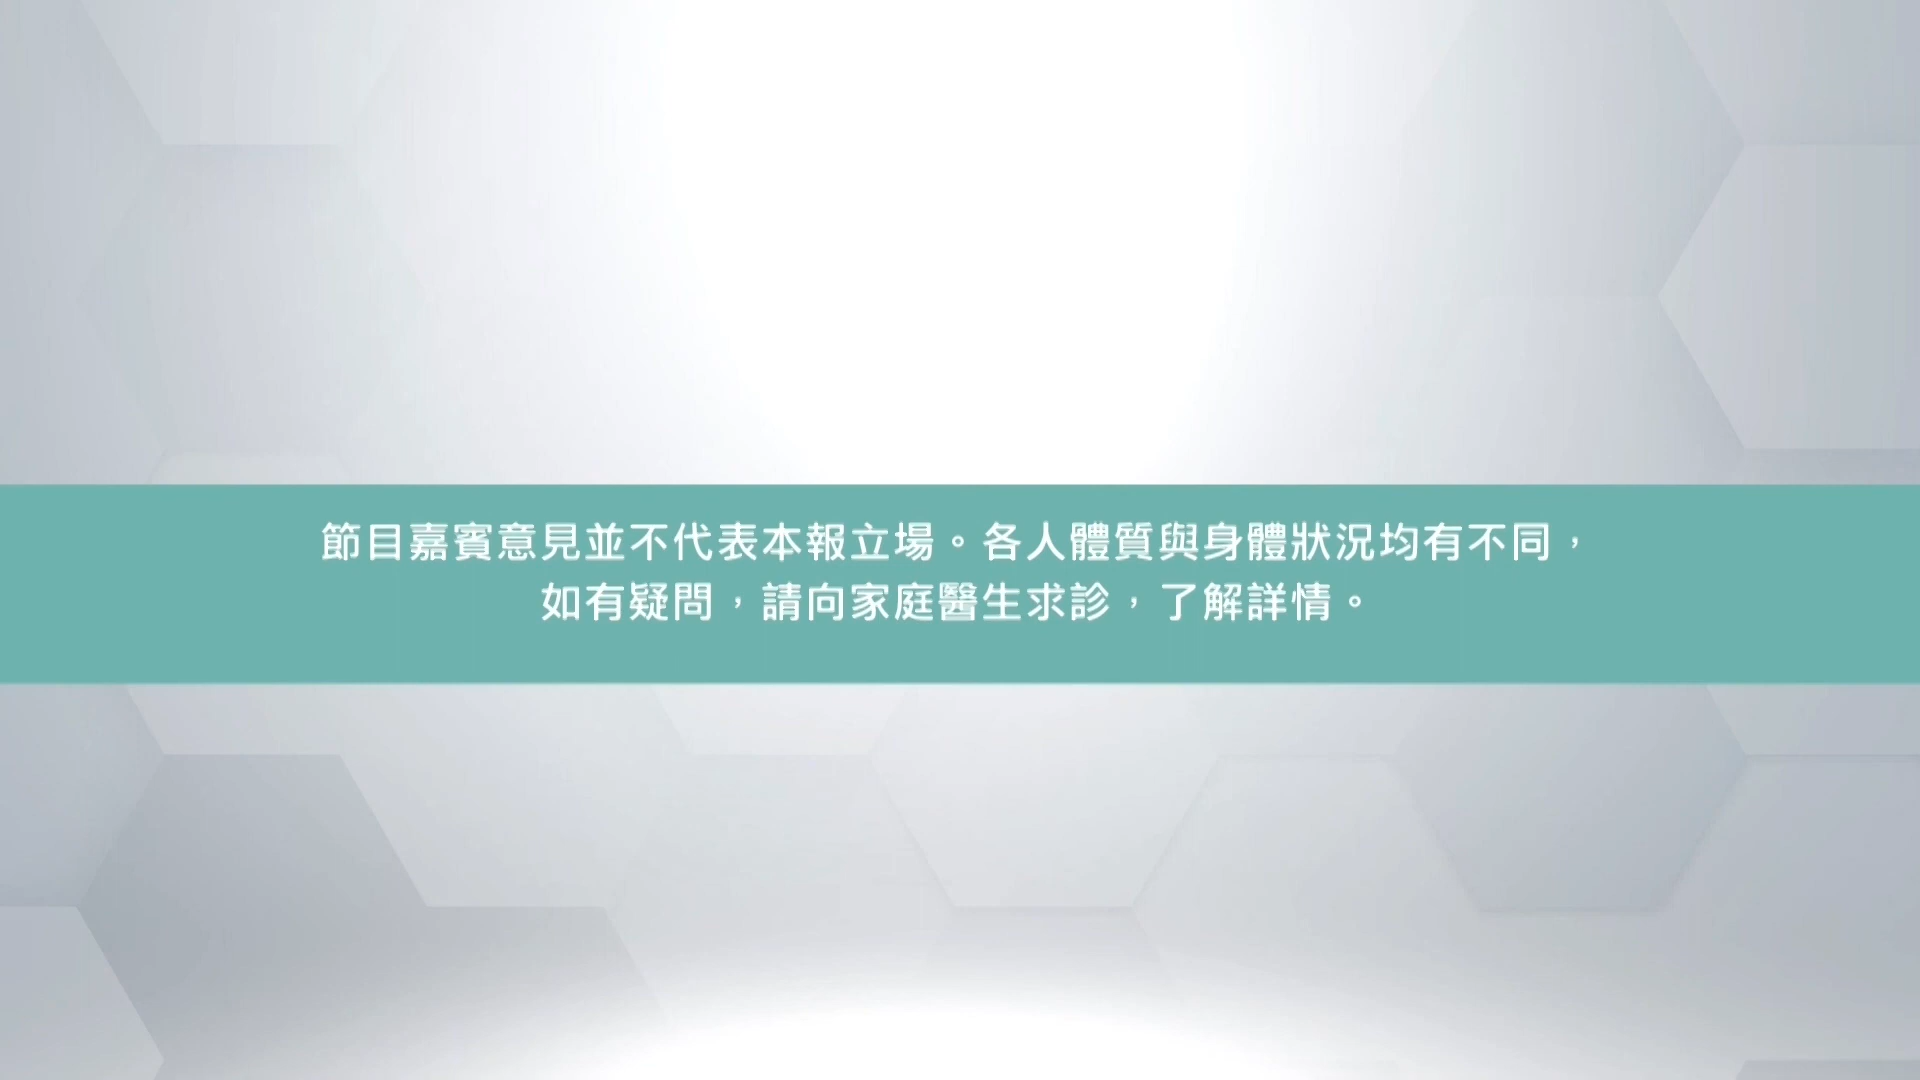 節目嘉賓意見並不代表本報立場。各人體質與身體狀況均有不同，
如有疑問，請向家庭醫生求診，了解詳情。